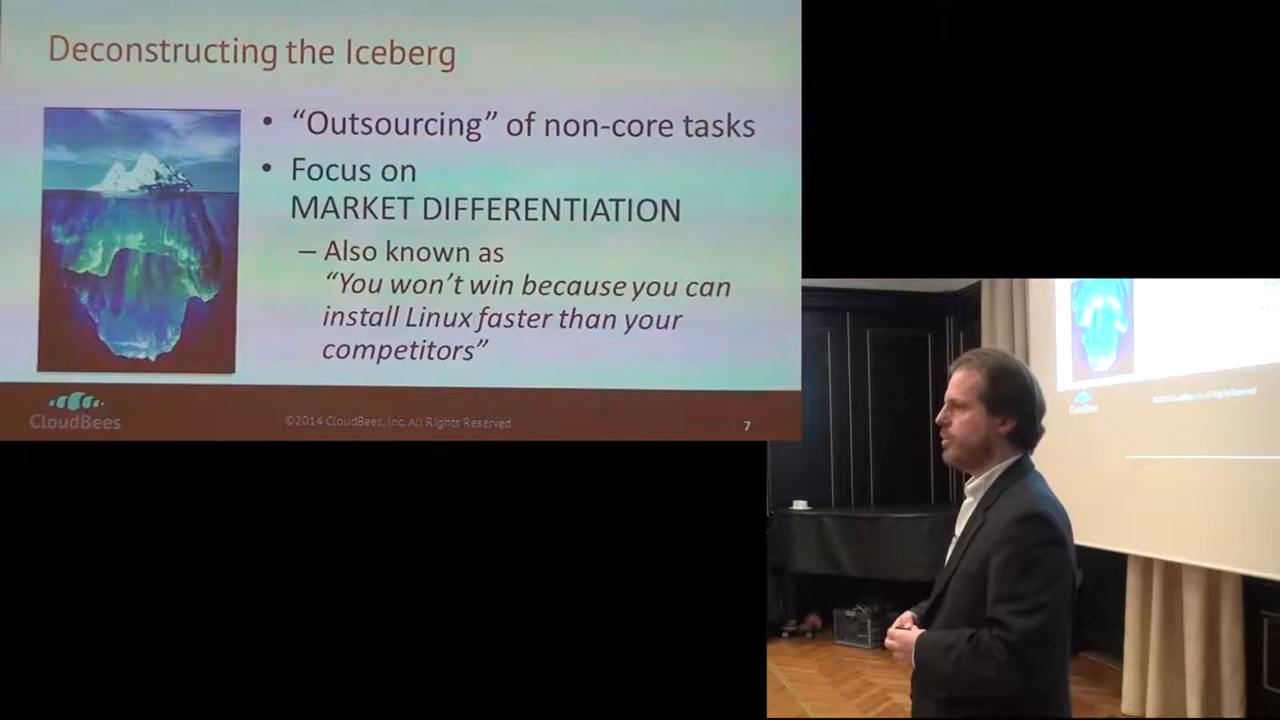 Deconstructing the Iceberg
• “Outsourcing” of non-core tasks
• Focus on
MARKET DIFFERENTIATION
– Also known as
“You won’t win because you can
install Linux faster than your
competitors”
CloudBees
©2014 CloudBees, Inc. All Rights Reserved
7
CloudBees